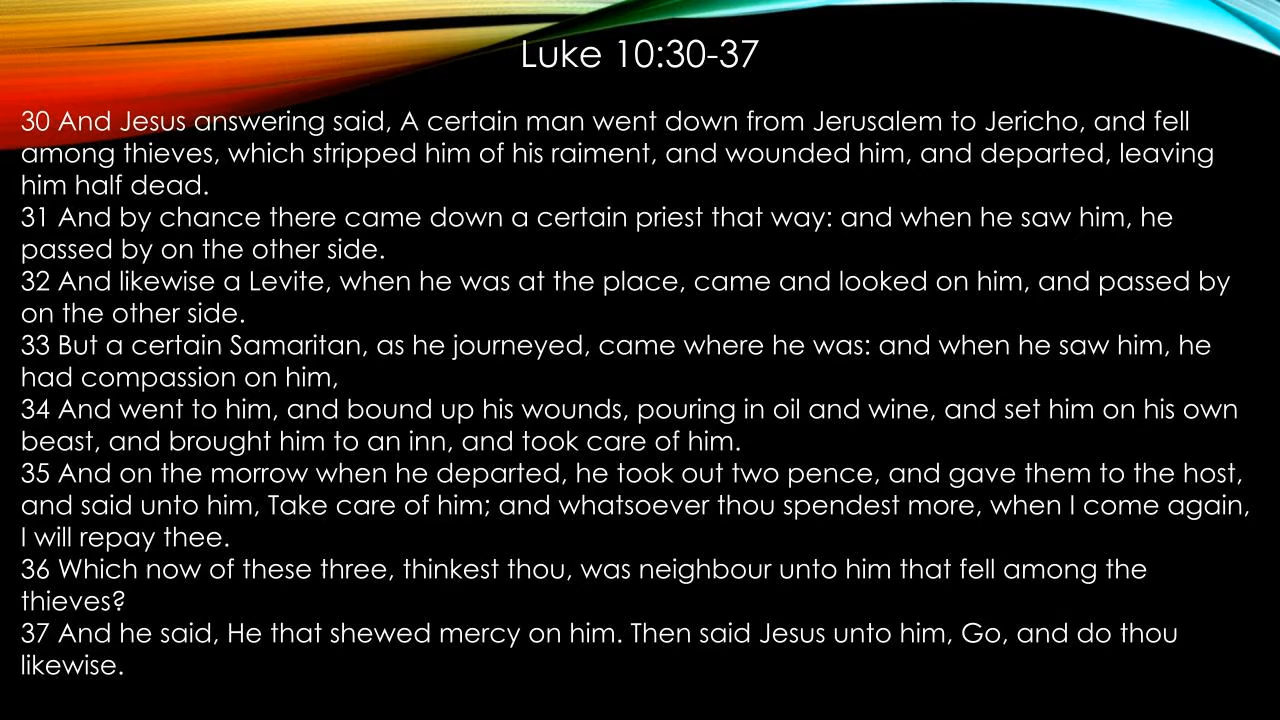 Luke 10:30-37
30 And Jesus answering said, A certain man went down from Jerusalem to Jericho, and fell
among thieves, which stripped him of his raiment, and wounded him, and departed, leaving
him half dead.
31 And by chance there came down a certain priest that way: and when he saw him, he
passed by on the other side.
32 And likewise a Levite, when he was at the place, came and looked on him, and passed by
on the other side.
33 But a certain Samaritan, as he journeyed, came where he was: and when he saw him, he
had compassion on him,
34 And went to him, and bound up his wounds, pouring in oil and wine, and set him on his own
beast, and brought him to an inn, and took care of him.
35 And on the morrow when he departed, he took out two pence, and gave them to the host,
and said unto him, Take care of him; and whatsoever thou spendest more, when I come again,
I will repay thee.
36 Which now of these three, thinkest thou, was neighbour unto him that fell among the
thieves?
37 And he said, He that shewed mercy on him. Then said Jesus unto him, Go, and do thou
likewise.